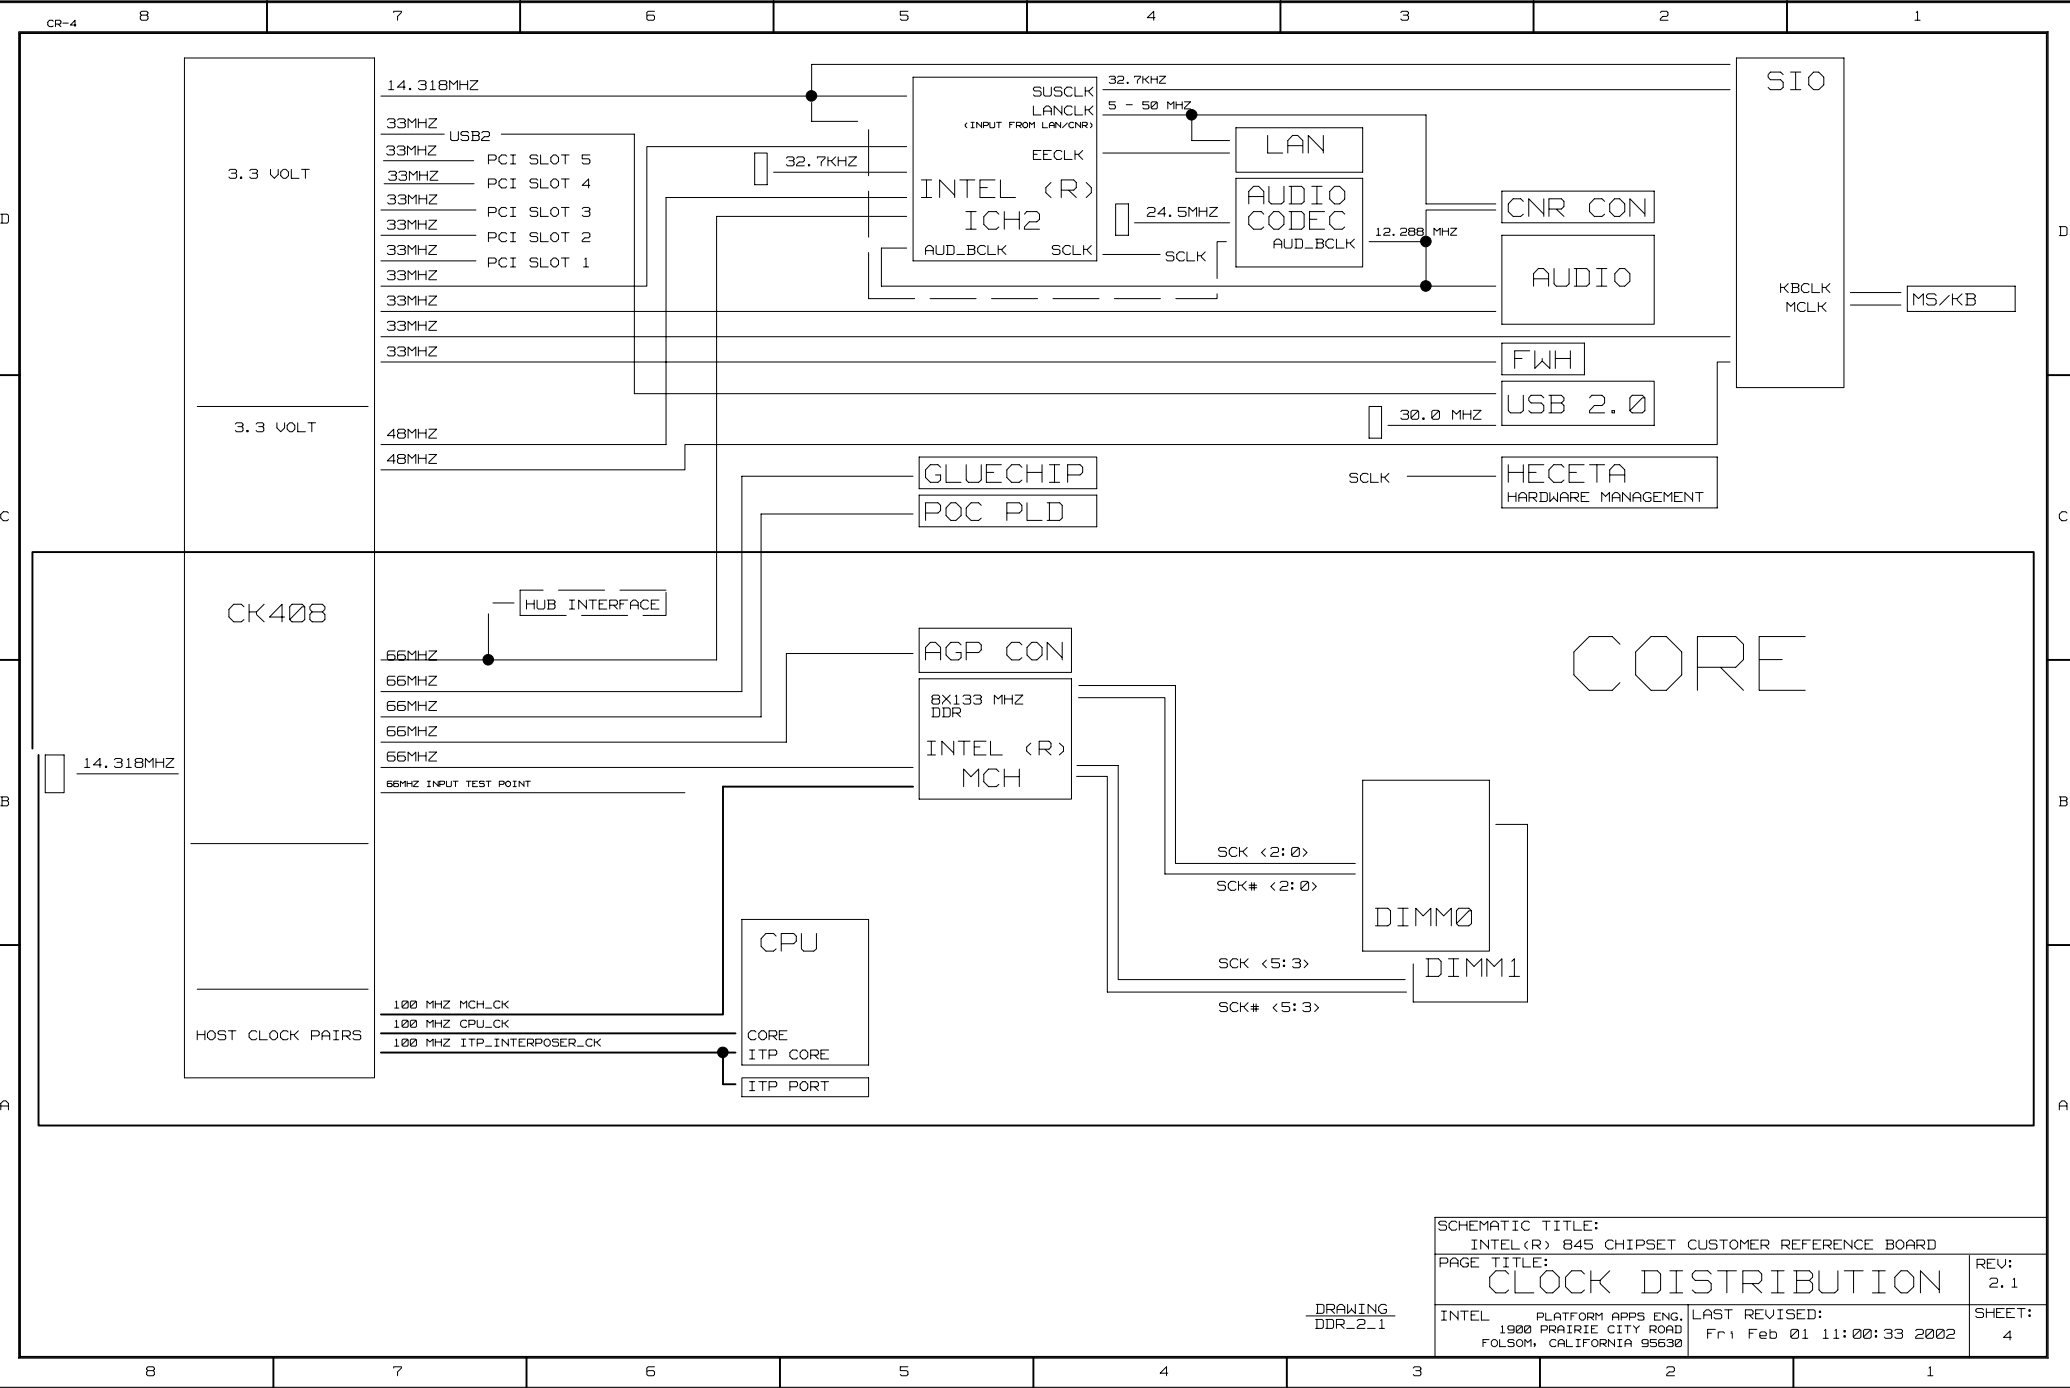 CR-4
8 7 6 5 4 3 2 1
14.318MHZ
33MHZ
USB2
33MHZ
PCI SLOT 5
33MHZ
PCI SLOT 4
33MHZ
PCI SLOT 3
33MHZ
PCI SLOT 2
33MHZ
PCI SLOT 1
33MHZ
33MHZ
33MHZ
33MHZ
3.3 VOLT
3.3 VOLT
48MHZ
48MHZ
32.7KHZ
SUSCLK
LANCLK
(INPUT FROM LAN/CNR)
EECLK
INTEL (R)
ICH2
AUD_BCLK SCLK
32.7KHZ
5 - 50 MHZ
LAN
24.5MHZ
AUDIO
CODEC
AUD_BCLK
SCLK
12.288 MHZ
CNR CON
AUDIO
SIO
KBCLK
MCLK
MS/KB
FWH
USB 2.0
30.0 MHZ
GLUECHIP
POC PLD
SCLK
HECETA
HARDWARE MANAGEMENT
D
D
C
C
CK408
HUB INTERFACE
66MHZ
66MHZ
66MHZ
66MHZ
66MHZ
66MHZ INPUT TEST POINT
14.318MHZ
AGP CON
8X133 MHZ
DDR
INTEL (R)
MCH
CORE
B
B
SCK <2:0>
SCK# <2:0>
DIMM0
SCK <5:3>
DIMM1
SCK# <5:3>
CPU
CORE
ITP CORE
ITP PORT
100 MHZ MCH_CK
100 MHZ CPU_CK
100 MHZ ITP_INTERPOSER_CK
HOST CLOCK PAIRS
A
A
SCHEMATIC TITLE:
INTEL(R) 845 CHIPSET CUSTOMER REFERENCE BOARD
PAGE TITLE:
CLOCK DISTRIBUTION
REV:
2.1
DRAWING
DDR_2_1
INTEL PLATFORM APPS ENG.
1900 PRAIRIE CITY ROAD
FOLSOM, CALIFORNIA 95630
LAST REVISED:
Fri Feb 01 11:00:33 2002
SHEET:
4
8 7 6 5 4 3 2 1